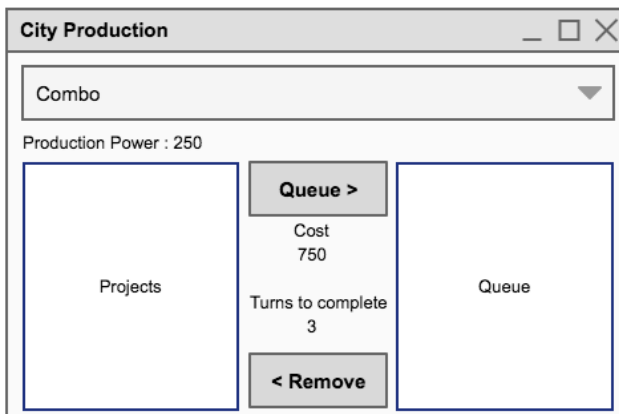 City Production
Combo
Production Power : 250
Projects
Queue >
Cost
750
Turns to complete
3
< Remove
Queue